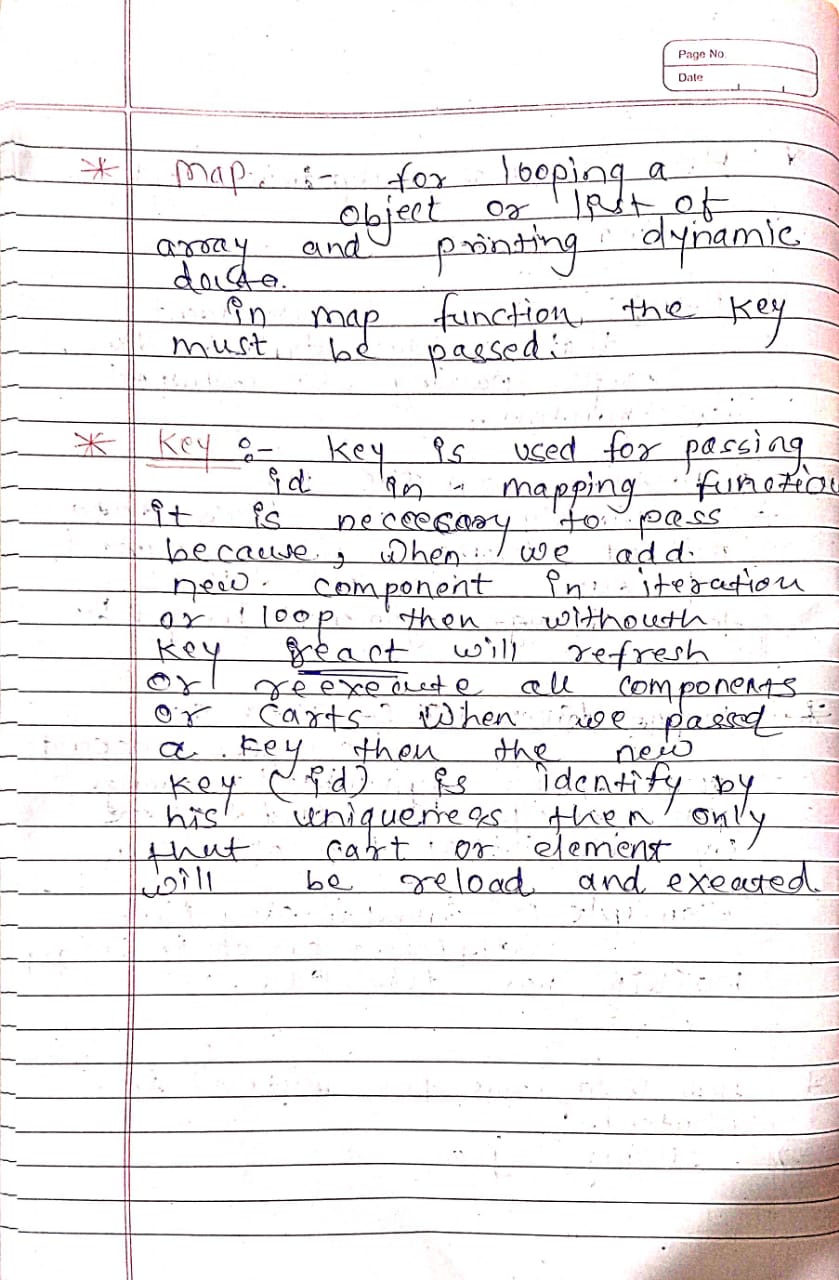 Page No.
Date
* Map :- for looping a
object or list of
array and printing dynamic
data.
in map function the key
must be passed.
* Key :- key is used for passing
id in mapping function
it is neccecary to pass
because, when we add
new component in iteration
or loop then withouth
key react will refresh
or reexecute all components
or carts when we passed
a key then the new
key (id) is identify by
his uniqueness then only
that cart or element
will be reload and exeated